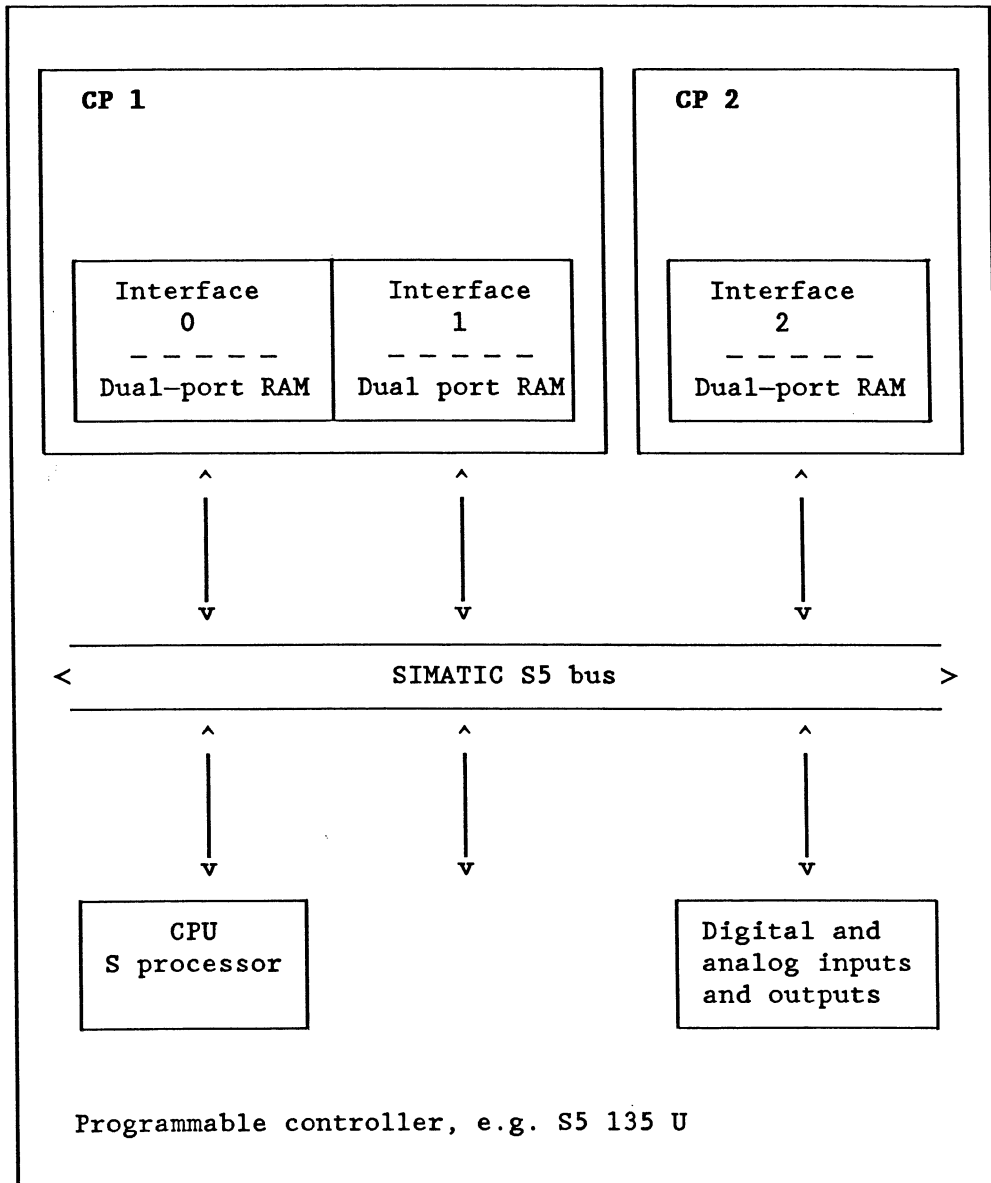 CP 1
CP 2
Interface
0
— — — — —
Dual—port RAM
Interface
1
— — — — —
Dual port RAM
Interface
2
— — — — —
Dual—port RAM
^ ^ ^
v v v
< SIMATIC S5 bus >
^ ^ ^
v v v
CPU
S processor
Digital and
analog inputs
and outputs
Programmable controller, e.g. S5 135 U